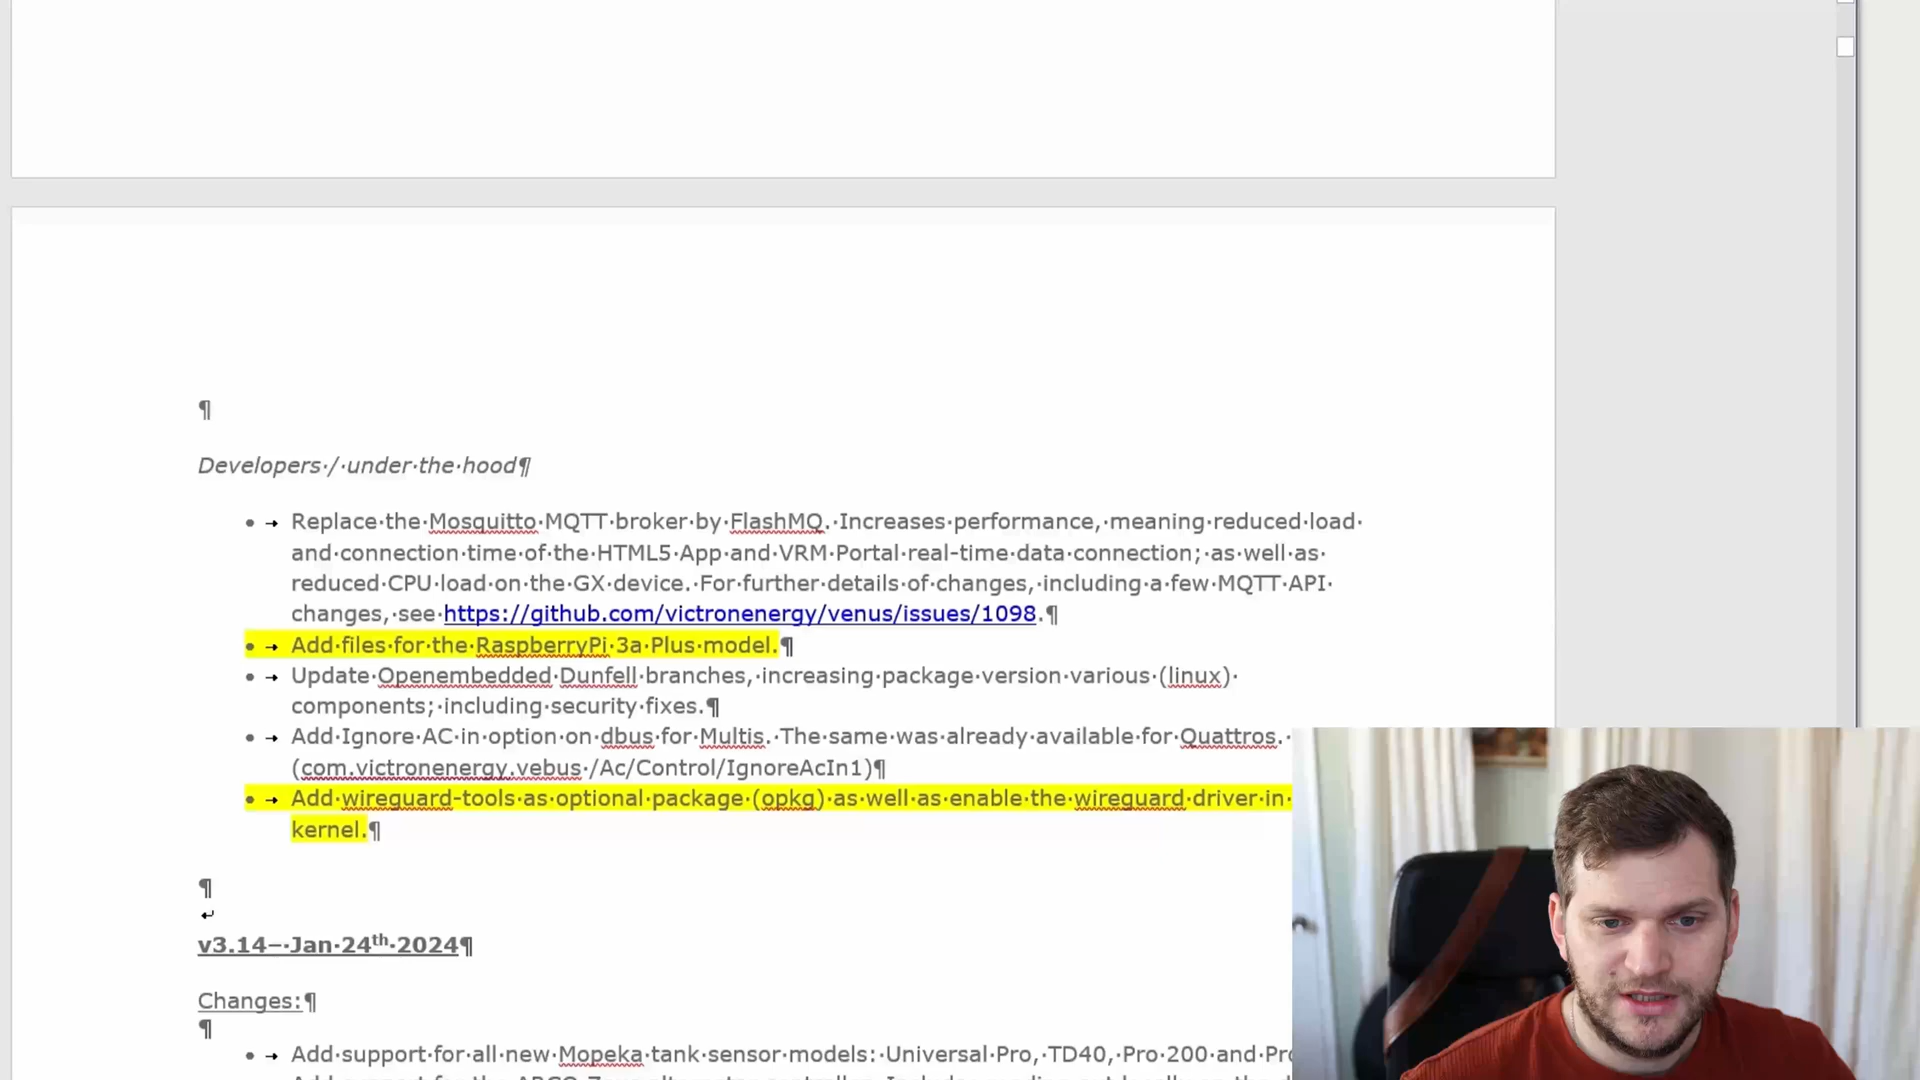 Developers / under the hood
Replace the Mosquitto MQTT broker by FlashMQ. Increases performance, meaning reduced load
and connection time of the HTML5 App and VRM Portal real-time data connection; as well as
reduced CPU load on the GX device. For further details of changes, including a few MQTT API
changes, see https://github.com/victronenergy/venus/issues/1098.
Add files for the RaspberryPi 3a Plus model.
Update Openembedded Dunfell branches, increasing package version various (linux)
components; including security fixes.
Add Ignore AC in option on dbus for Multis. The same was already available for Quattros.
(com.victronenergy.vebus /Ac/Control/IgnoreAcIn1)
Add wireguard-tools as optional package (opkg) as well as enable the wireguard driver in
kernel.
v3.14– Jan 24th 2024
Changes:
Add support for all new Mopeka tank sensor models: Universal Pro, TD40, Pro 200 and